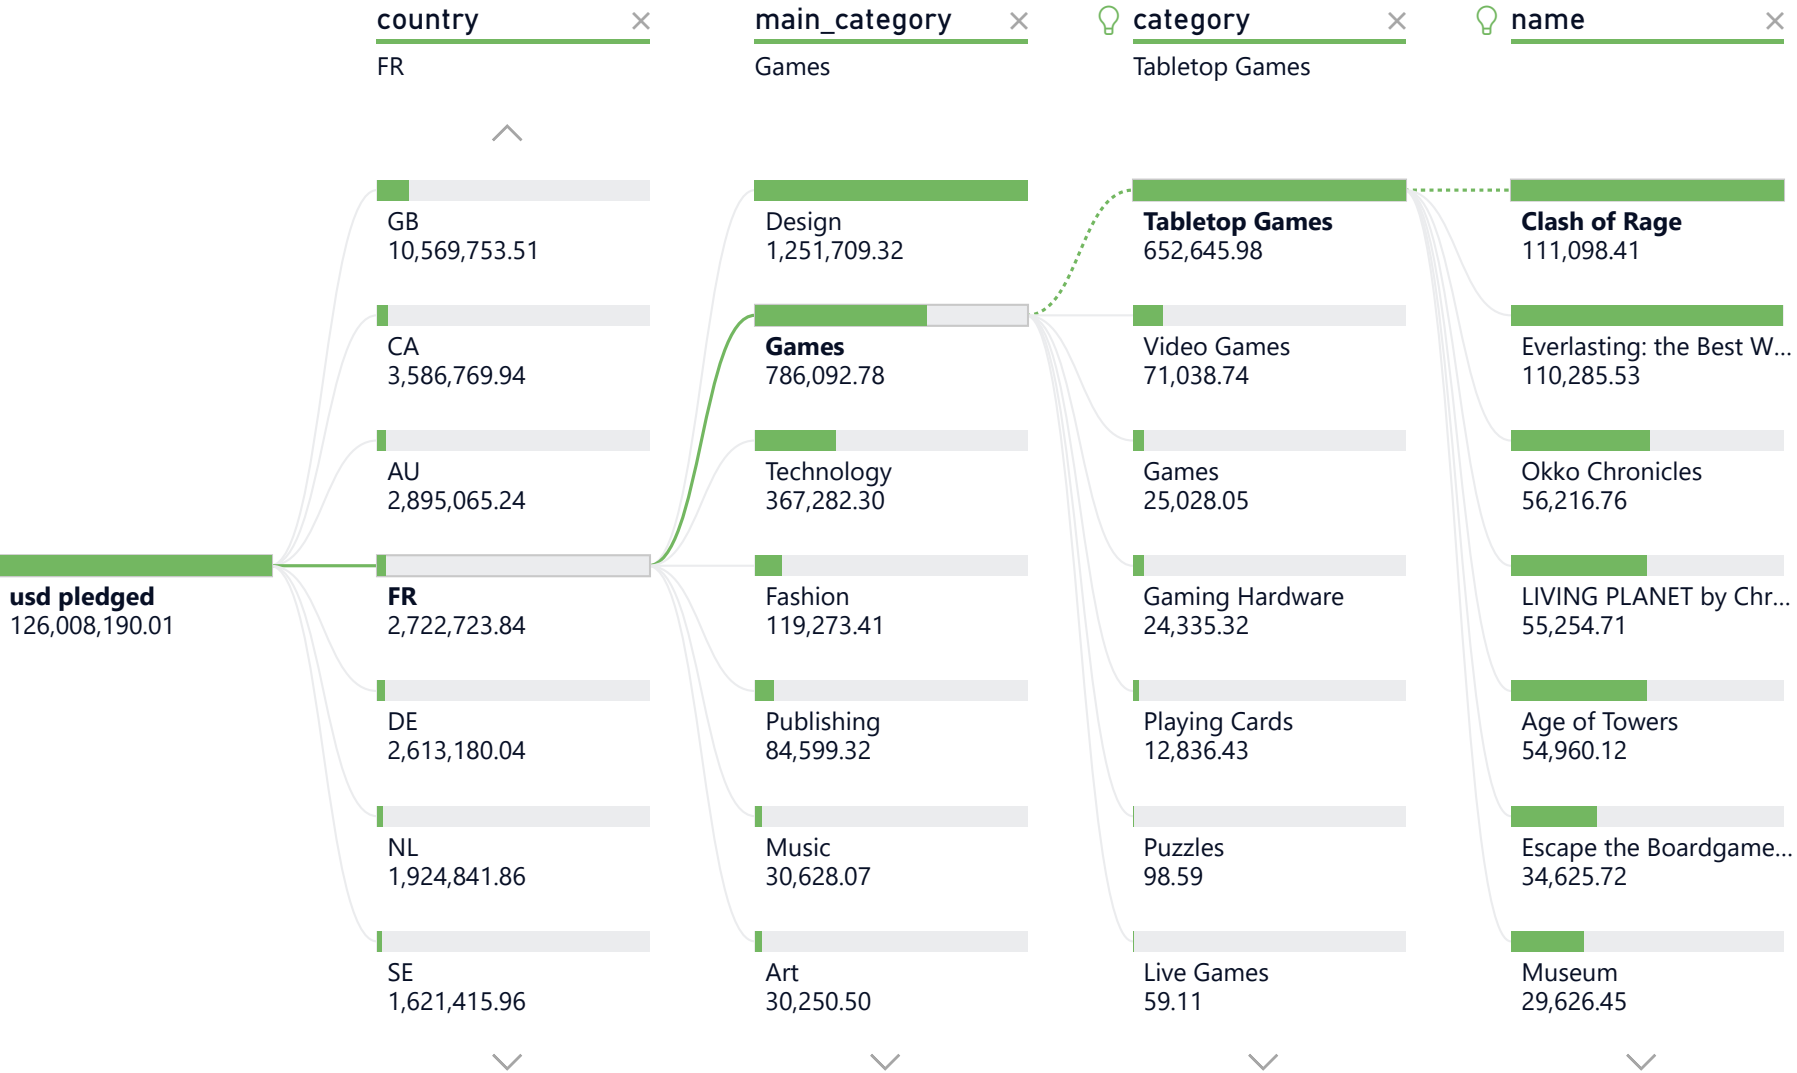 country
main_category
category
name
FR
Games
Tabletop Games
usd pledged
126,008,190.01
GB
10,569,753.51
CA
3,586,769.94
AU
2,895,065.24
FR
2,722,723.84
DE
2,613,180.04
NL
1,924,841.86
SE
1,621,415.96
Design
1,251,709.32
Games
786,092.78
Technology
367,282.30
Fashion
119,273.41
Publishing
84,599.32
Music
30,628.07
Art
30,250.50
Tabletop Games
652,645.98
Video Games
71,038.74
Games
25,028.05
Gaming Hardware
24,335.32
Playing Cards
12,836.43
Puzzles
98.59
Live Games
59.11
Clash of Rage
111,098.41
Everlasting: the Best W...
110,285.53
Okko Chronicles
56,216.76
LIVING PLANET by Chr...
55,254.71
Age of Towers
54,960.12
Escape the Boardgame...
34,625.72
Museum
29,626.45